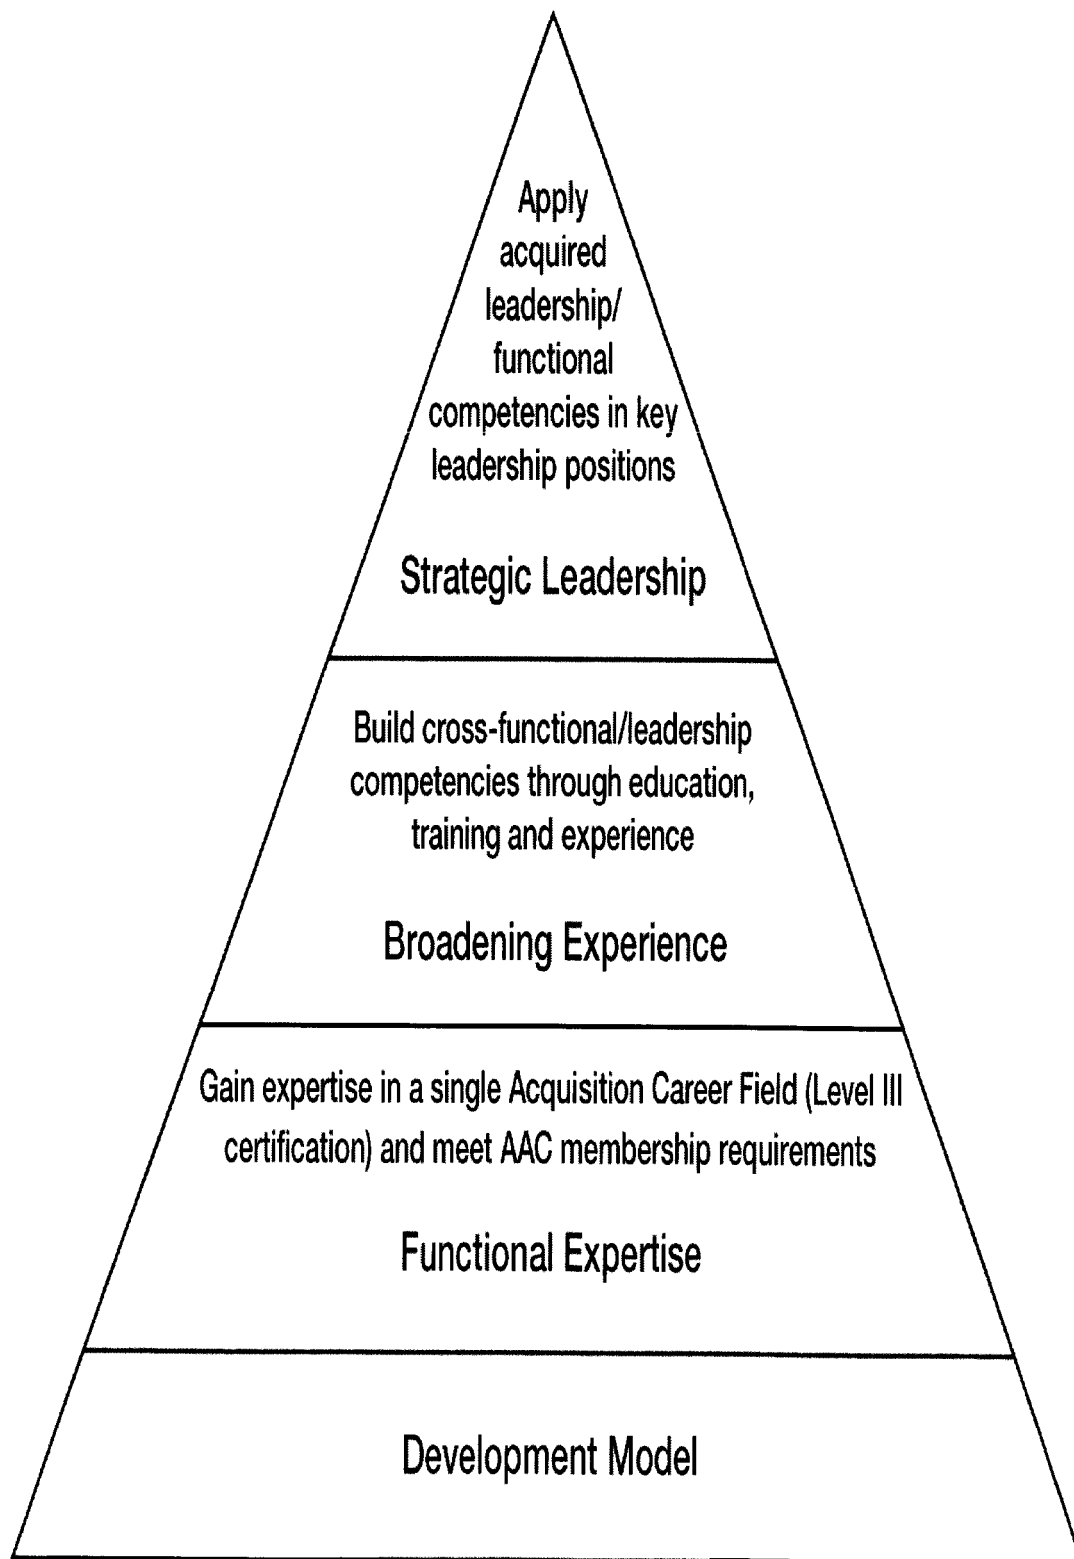 Apply
acquired
leadership/
functional
competencies in key
leadership positions
Strategic Leadership
Build cross-functional/leadership
competencies through education,
training and experience
Broadening Experience
Gain expertise in a single Acquisition Career Field (Level III
certification) and meet AAC membership requirements
Functional Expertise
Development Model